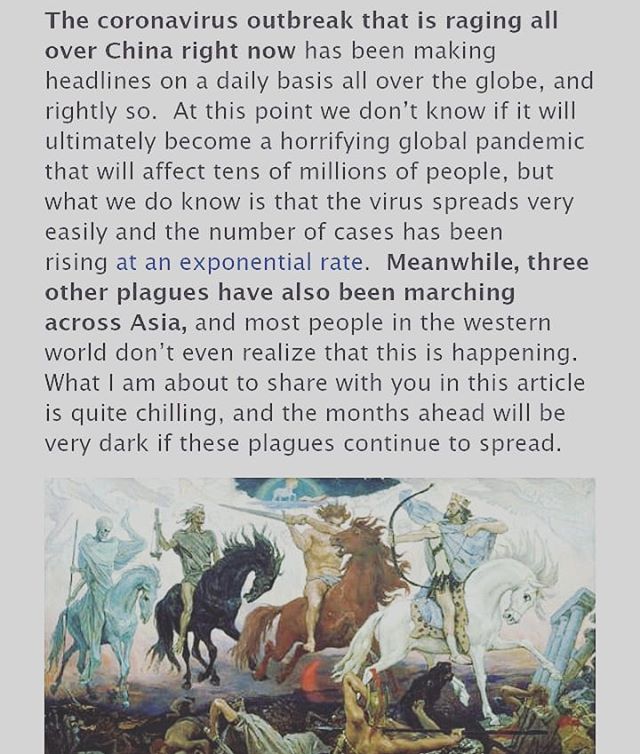 The coronavirus outbreak that is raging all
over China right now has been making
headlines on a daily basis all over the globe, and
rightly so.  At this point we don’t know if it will
ultimately become a horrifying global pandemic
that will affect tens of millions of people, but
what we do know is that the virus spreads very
easily and the number of cases has been
rising at an exponential rate.  Meanwhile, three
other plagues have also been marching
across Asia, and most people in the western
world don’t even realize that this is happening.
What I am about to share with you in this article
is quite chilling, and the months ahead will be
very dark if these plagues continue to spread.